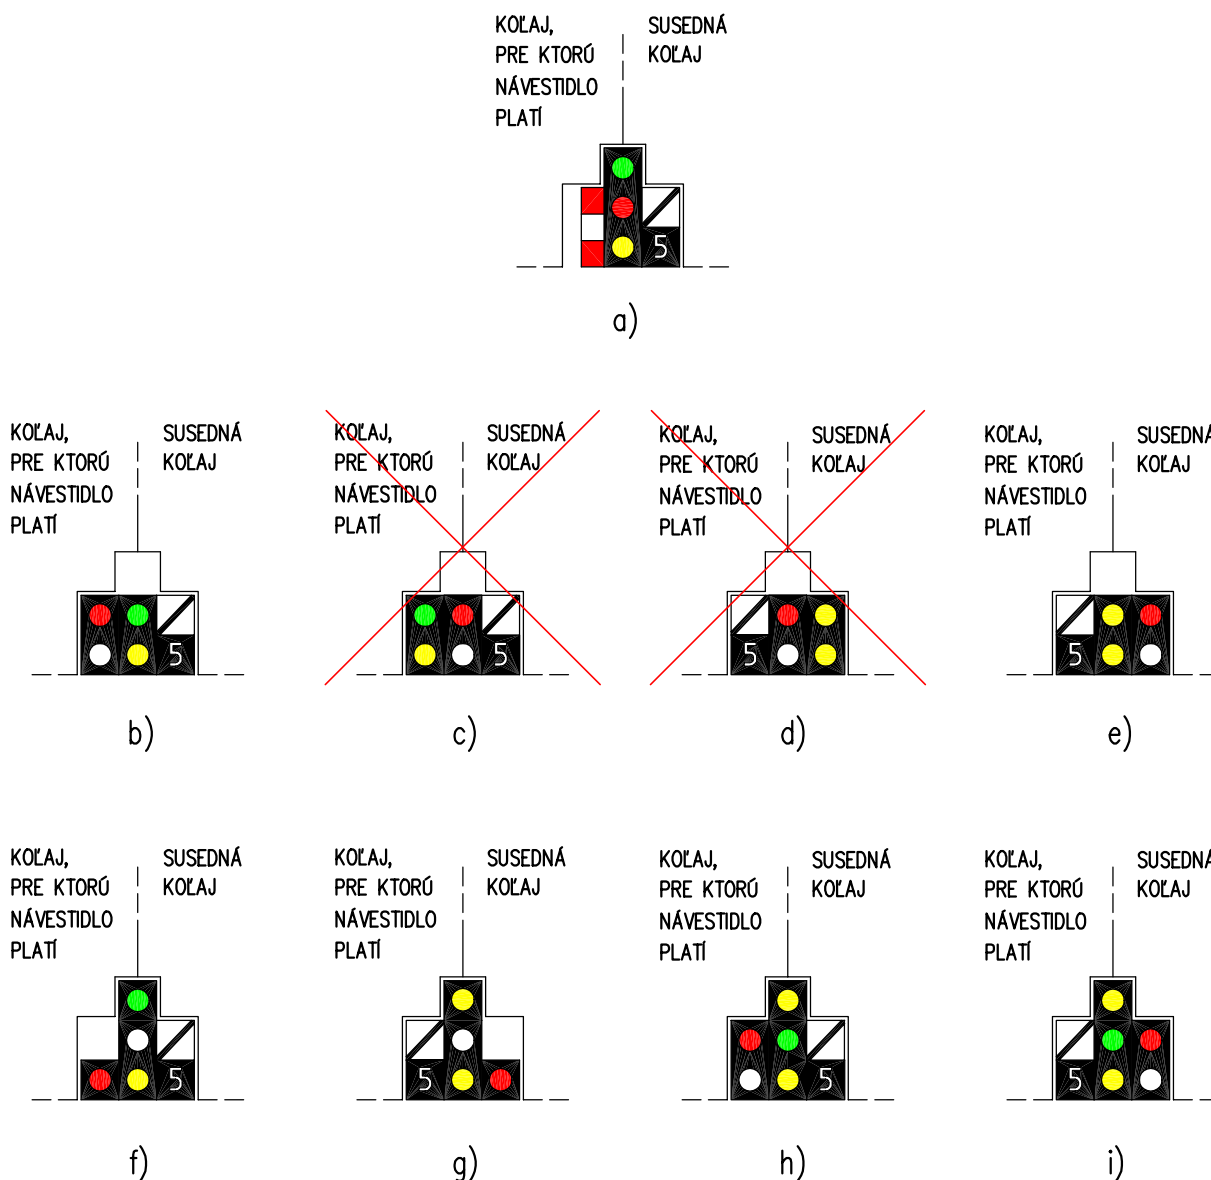 KOĽAJ,
PRE KTORÚ
NÁVESTIDLO
PLATÍ
SUSEDNÁ
KOĽAJ
5
a)
KOĽAJ,
PRE KTORÚ
NÁVESTIDLO
PLATÍ
SUSEDNÁ
KOĽAJ
5
b)
KOĽAJ,
PRE KTORÚ
NÁVESTIDLO
PLATÍ
SUSEDNÁ
KOĽAJ
5
c)
KOĽAJ,
PRE KTORÚ
NÁVESTIDLO
PLATÍ
SUSEDNÁ
KOĽAJ
5
d)
KOĽAJ,
PRE KTORÚ
NÁVESTIDLO
PLATÍ
SUSEDNÁ
KOĽAJ
5
e)
KOĽAJ,
PRE KTORÚ
NÁVESTIDLO
PLATÍ
SUSEDNÁ
KOĽAJ
5
f)
KOĽAJ,
PRE KTORÚ
NÁVESTIDLO
PLATÍ
SUSEDNÁ
KOĽAJ
5
g)
KOĽAJ,
PRE KTORÚ
NÁVESTIDLO
PLATÍ
SUSEDNÁ
KOĽAJ
5
h)
KOĽAJ,
PRE KTORÚ
NÁVESTIDLO
PLATÍ
SUSEDNÁ
KOĽAJ
5
i)